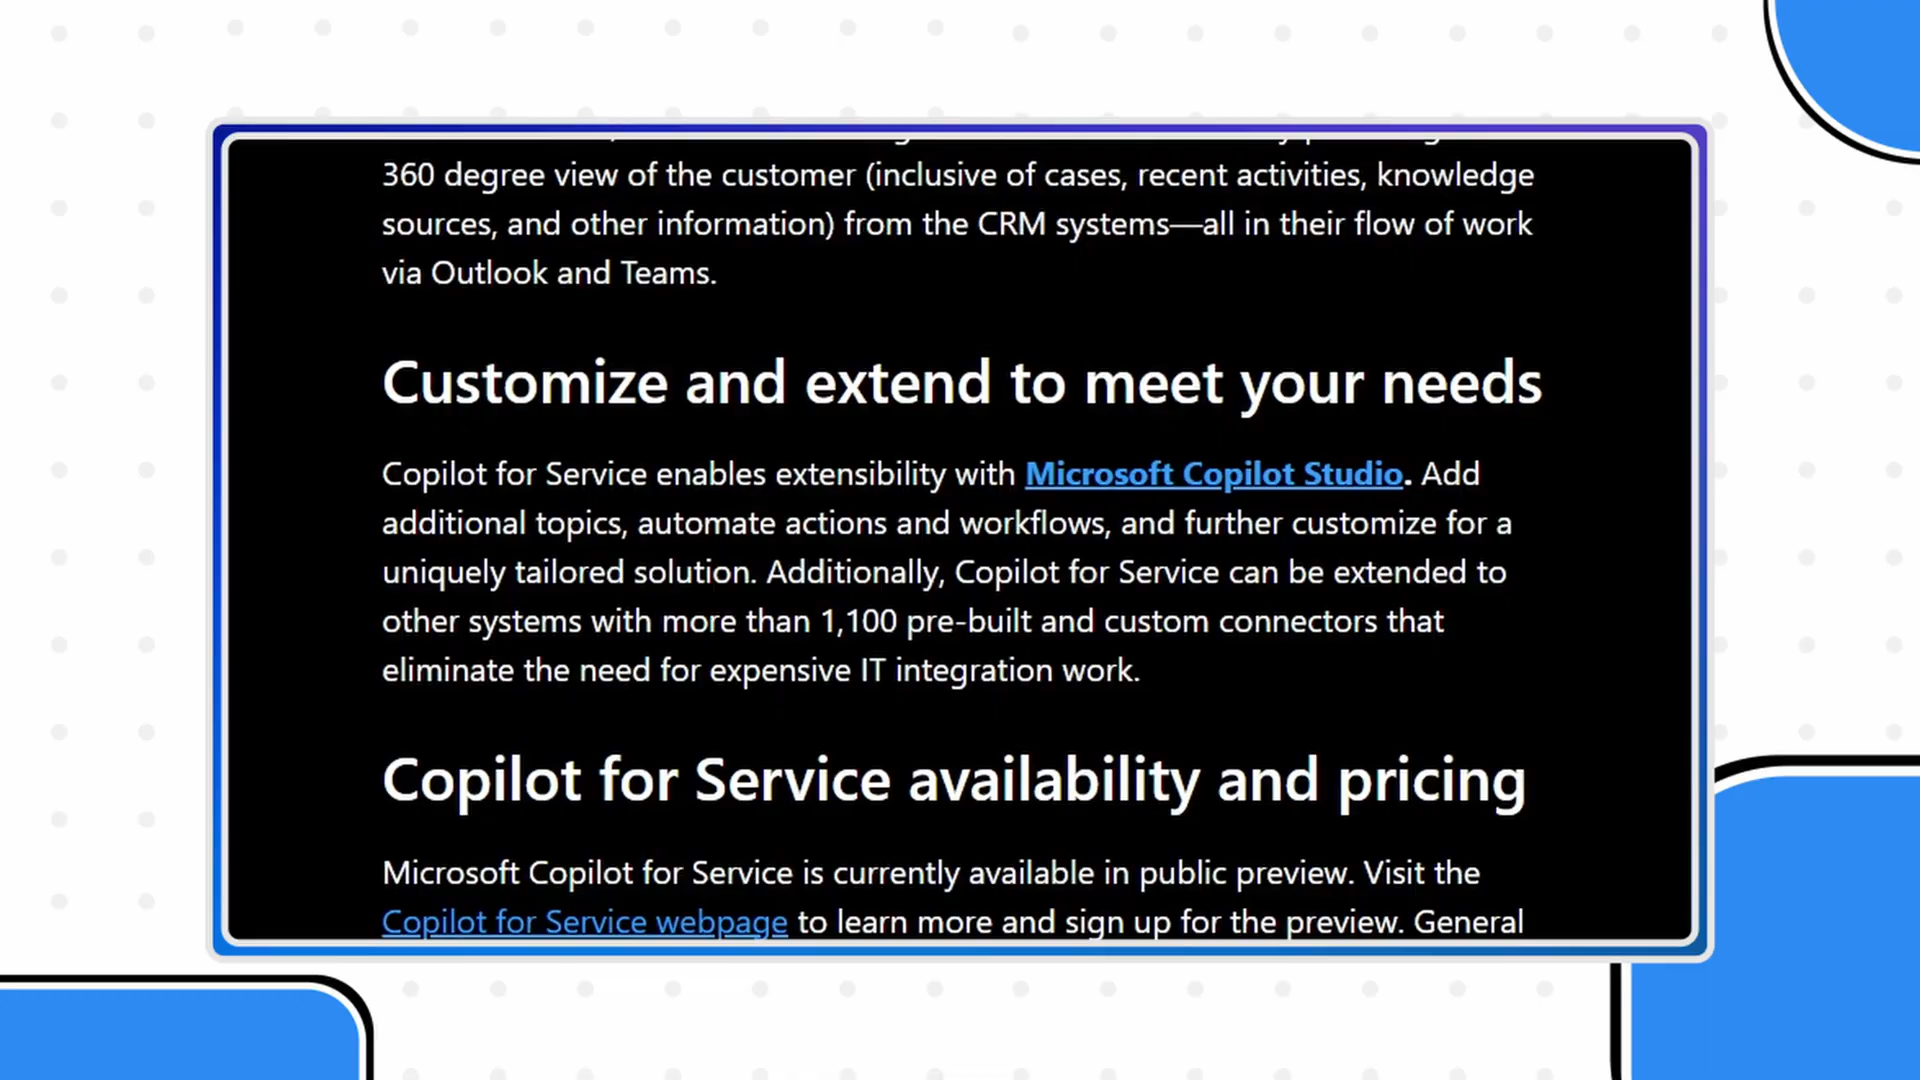 360 degree view of the customer (inclusive of cases, recent activities, knowledge
sources, and other information) from the CRM systems—all in their flow of work
via Outlook and Teams.
Customize and extend to meet your needs
Copilot for Service enables extensibility with Microsoft Copilot Studio. Add
additional topics, automate actions and workflows, and further customize for a
uniquely tailored solution. Additionally, Copilot for Service can be extended to
other systems with more than 1,100 pre-built and custom connectors that
eliminate the need for expensive IT integration work.
Copilot for Service availability and pricing
Microsoft Copilot for Service is currently available in public preview. Visit the
Copilot for Service webpage to learn more and sign up for the preview. General